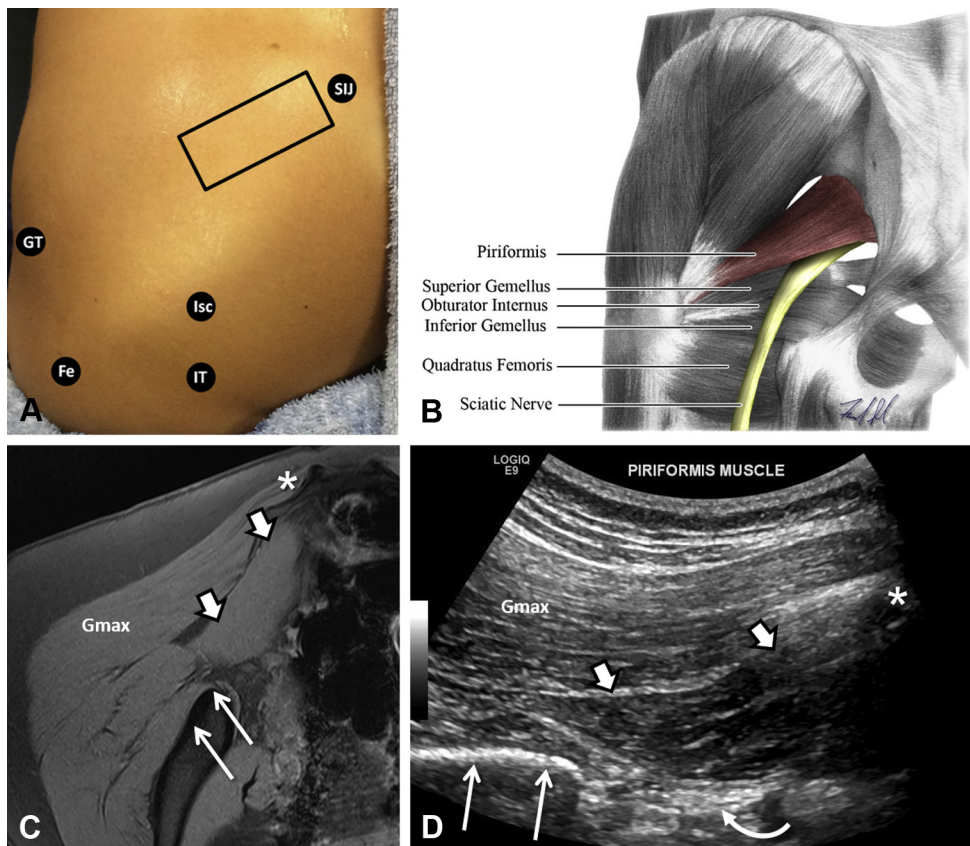 SIJ
GT
Isc
Fe
IT
A
Piriformis
Superior Gemellus
Obturator Internus
Inferior Gemellus
Quadratus Femoris
Sciatic Nerve
B
*
Gmax
C
LOGIQ
E9
PIRIFORMIS MUSCLE
Gmax
*
D